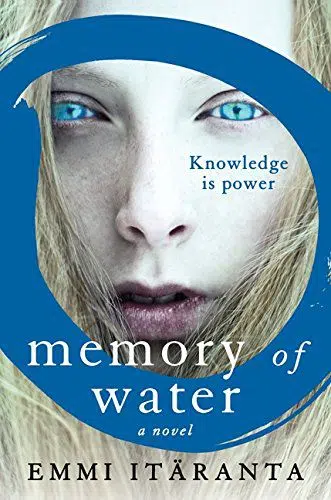 Knowledge
is power
memory of
water
a novel
EMMI ITÄRANTA